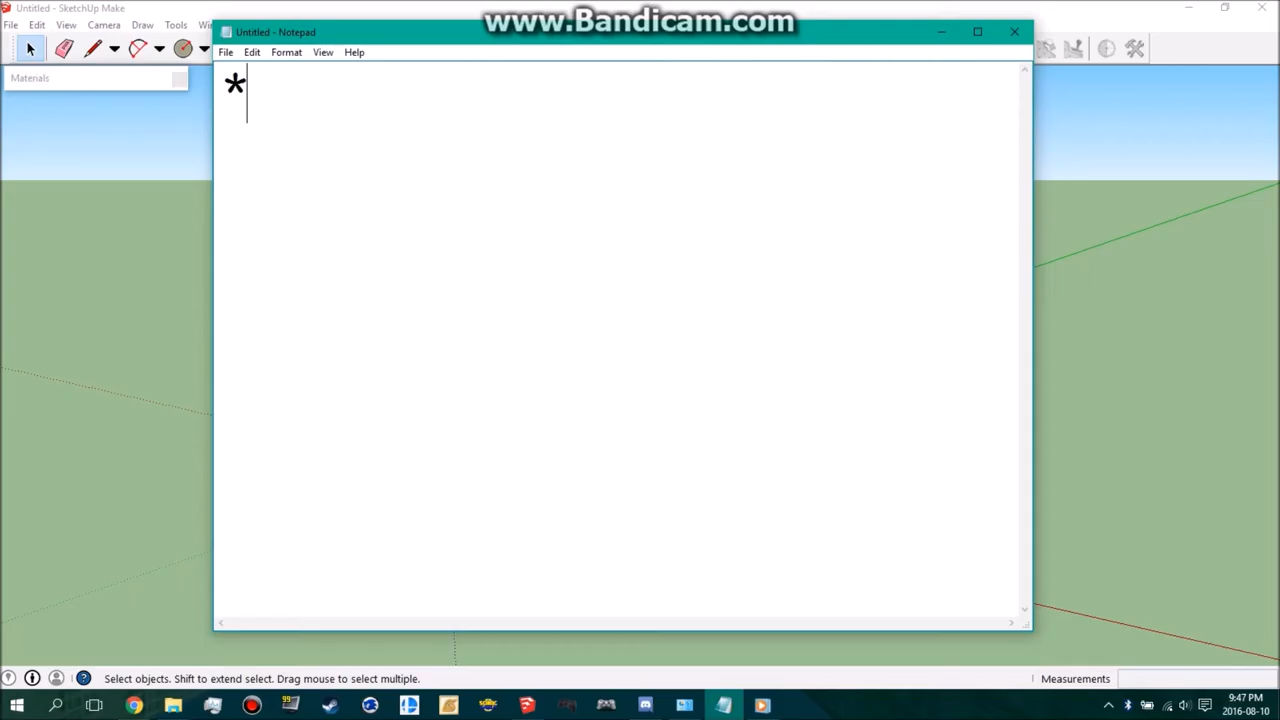 Untitled - SketchUp Make
www.Bandicam.com
File Edit View Camera Draw Tools Wi
Untitled - Notepad
File Edit Format View Help
Materials
*
Select objects. Shift to extend select. Drag mouse to select multiple.
Measurements
99
9:47 PM
2016-08-10